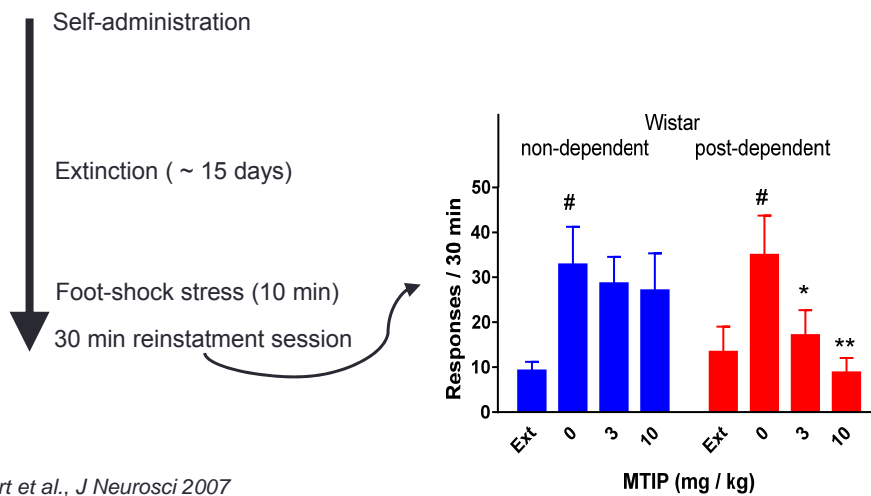 Self-administration
Extinction ( ~ 15 days)
Foot-shock stress (10 min)
30 min reinstatment session
Wistar
non-dependent post-dependent
# #
* **
Responses / 30 min
50
40
30
20
10
0
Ext 0 3 10 Ext 0 3 10
MTIP (mg / kg)
et al., J Neurosci 2007